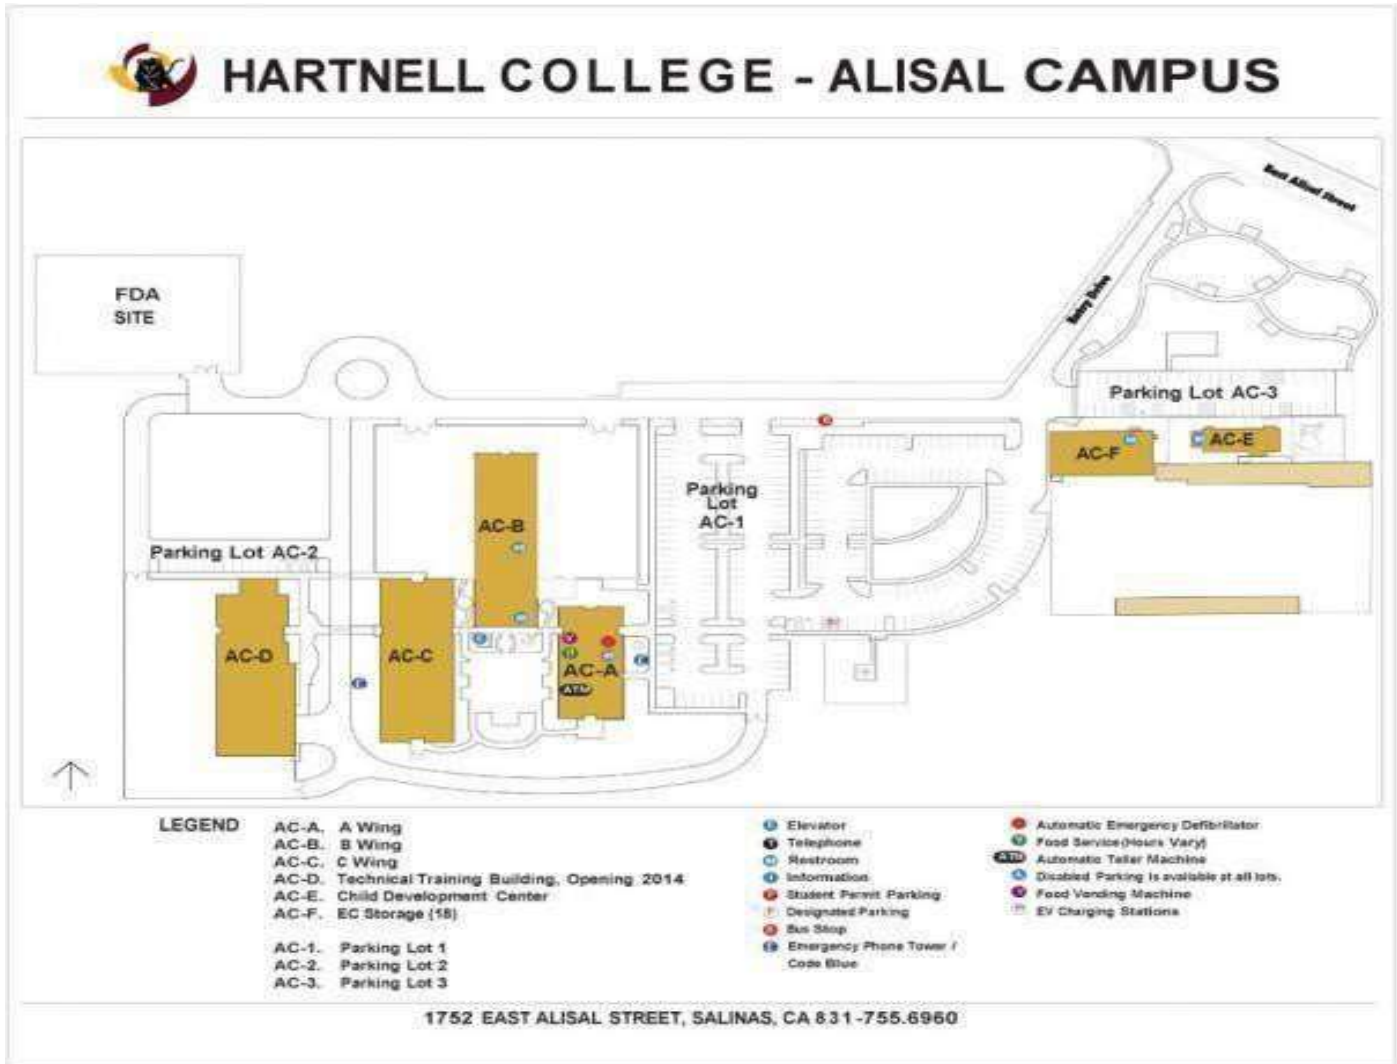 HARTNELL COLLEGE - ALISAL CAMPUS
East Alisal Street
Entry Drive
FDA
SITE
Parking Lot AC-3
AC-F
AC-E
Parking
Lot
AC-1
AC-B
Parking Lot AC-2
AC-D
AC-C
AC-A
ATM
LEGEND
AC-A. A Wing
AC-B. B Wing
AC-C. C Wing
AC-D. Technical Training Building, Opening 2014
AC-E. Child Development Center
AC-F. EC Storage (18)
AC-1. Parking Lot 1
AC-2. Parking Lot 2
AC-3. Parking Lot 3
Elevator
Telephone
Restroom
Information
Student Permit Parking
Designated Parking
Bus Stop
Emergency Phone Tower /
Code Blue
Automatic Emergency Defibrillator
Food Service(Hours Vary)
ATM Automatic Teller Machine
Disabled Parking is available at all lots.
Food Vending Machine
EV Charging Stations
1752 EAST ALISAL STREET, SALINAS, CA 831-755.6960